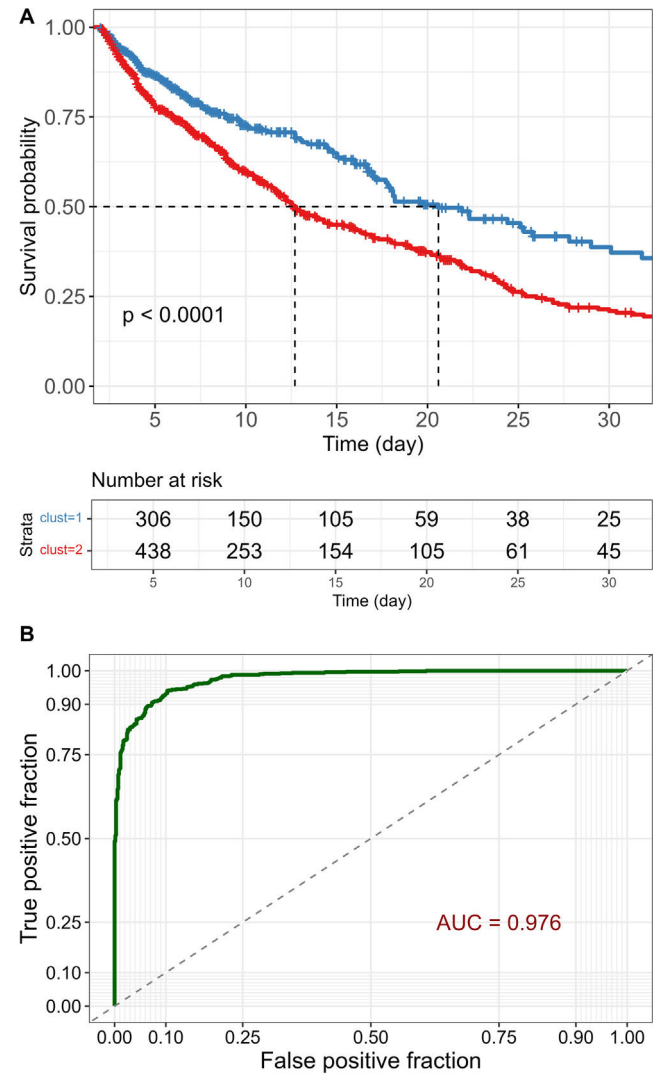 A
1.00
0.75
0.50
0.25
0.00
Survival probability
p < 0.0001
5 10 15 20 25 30
Time (day)
Number at risk
Strata
clust=1 306 150 105 59 38 25
clust=2 438 253 154 105 61 45
5 10 15 20 25 30
Time (day)
B
1.00
0.90
0.75
0.50
0.25
0.10
0.00
True positive fraction
AUC = 0.976
0.00 0.10 0.25 0.50 0.75 0.90 1.00
False positive fraction